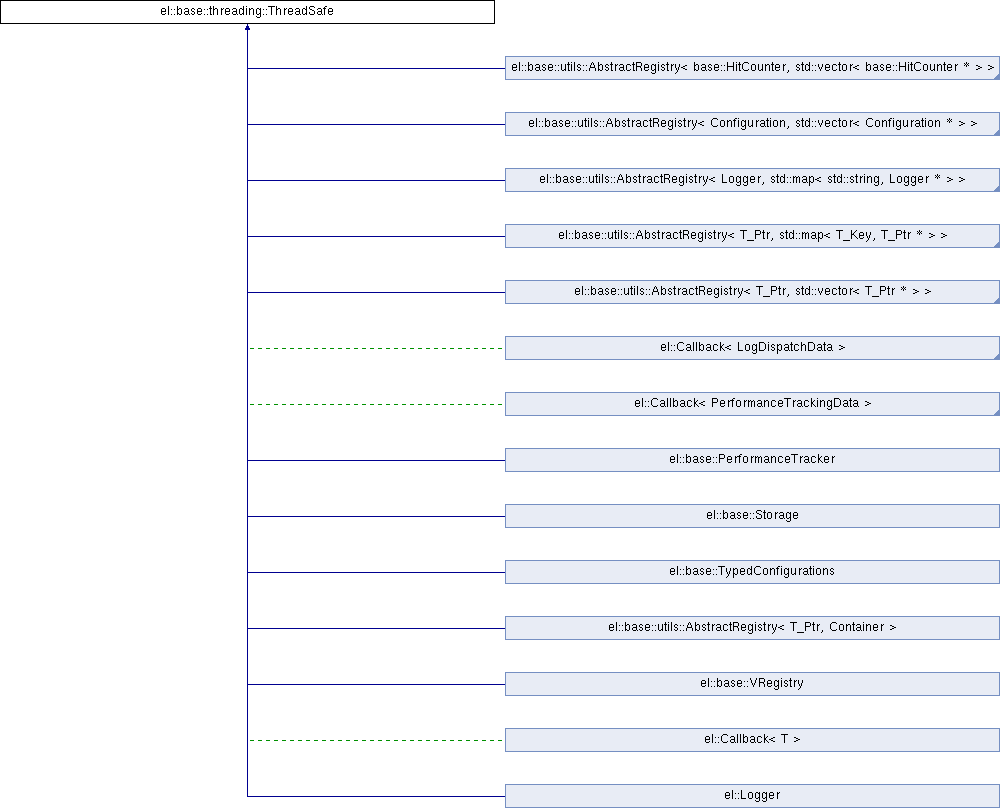 el::base::threading::ThreadSafe
el::base::utils::AbstractRegistry< base::HitCounter, std::vector< base::HitCounter * > >
el::base::utils::AbstractRegistry< Configuration, std::vector< Configuration * > >
el::base::utils::AbstractRegistry< Logger, std::map< std::string, Logger * > >
el::base::utils::AbstractRegistry< T_Ptr, std::map< T_Key, T_Ptr * > >
el::base::utils::AbstractRegistry< T_Ptr, std::vector< T_Ptr * > >
el::Callback< LogDispatchData >
el::Callback< PerformanceTrackingData >
el::base::PerformanceTracker
el::base::Storage
el::base::TypedConfigurations
el::base::utils::AbstractRegistry< T_Ptr, Container >
el::base::VRegistry
el::Callback< T >
el::Logger